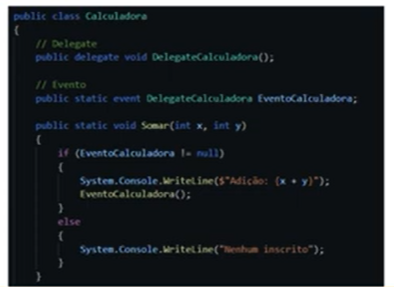 public class Calculadora
{
// Delegate
public delegate void DelegateCalculadora();
// Evento
public static event DelegateCalculadora EventoCalculadora;
public static void Somar(int x, int y)
{
if (EventoCalculadora != null)
{
System.Console.WriteLine($"Adição: {x + y}");
EventoCalculadora();
}
else
{
System.Console.WriteLine("Nenhum inscrito");
}
}